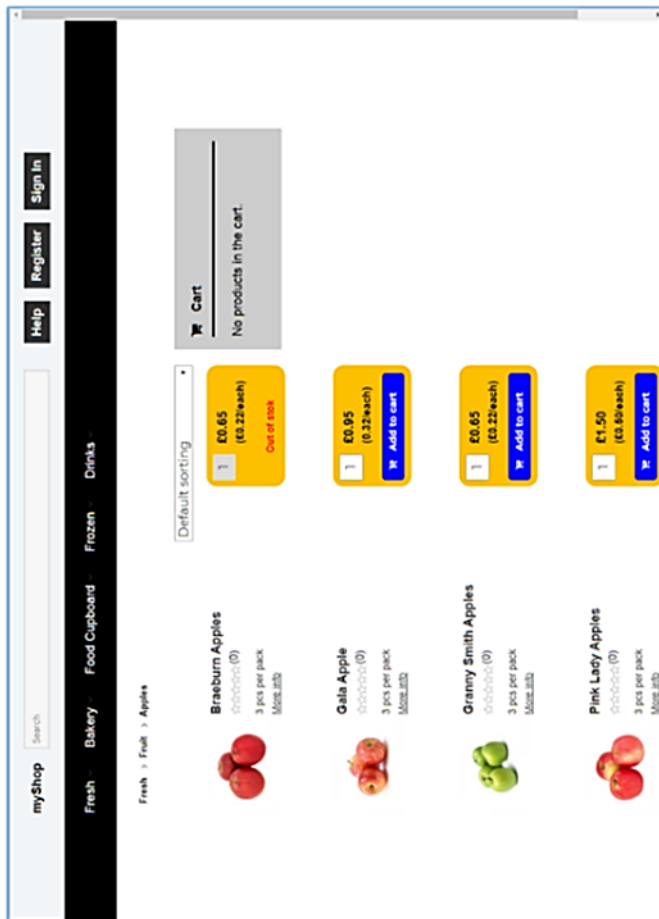 myShop Search Help Register Sign In
Fresh Bakery Food Cupboard Frozen Drinks
Fresh > Fruit > Apples
Default sorting
Cart
No products in the cart.
Braeburn Apples
(0)
3 pcs per pack
More info
1 £0.65
(£0.22/each)
Out of stok
Gala Apple
(0)
3 pcs per pack
More info
1 £0.95
(0.32/each)
Add to cart
Granny Smith Apples
(0)
3 pcs per pack
More info
1 £0.65
(£0.22/each)
Add to cart
Pink Lady Apples
(0)
3 pcs per pack
More info
1 £1.50
(£0.50/each)
Add to cart